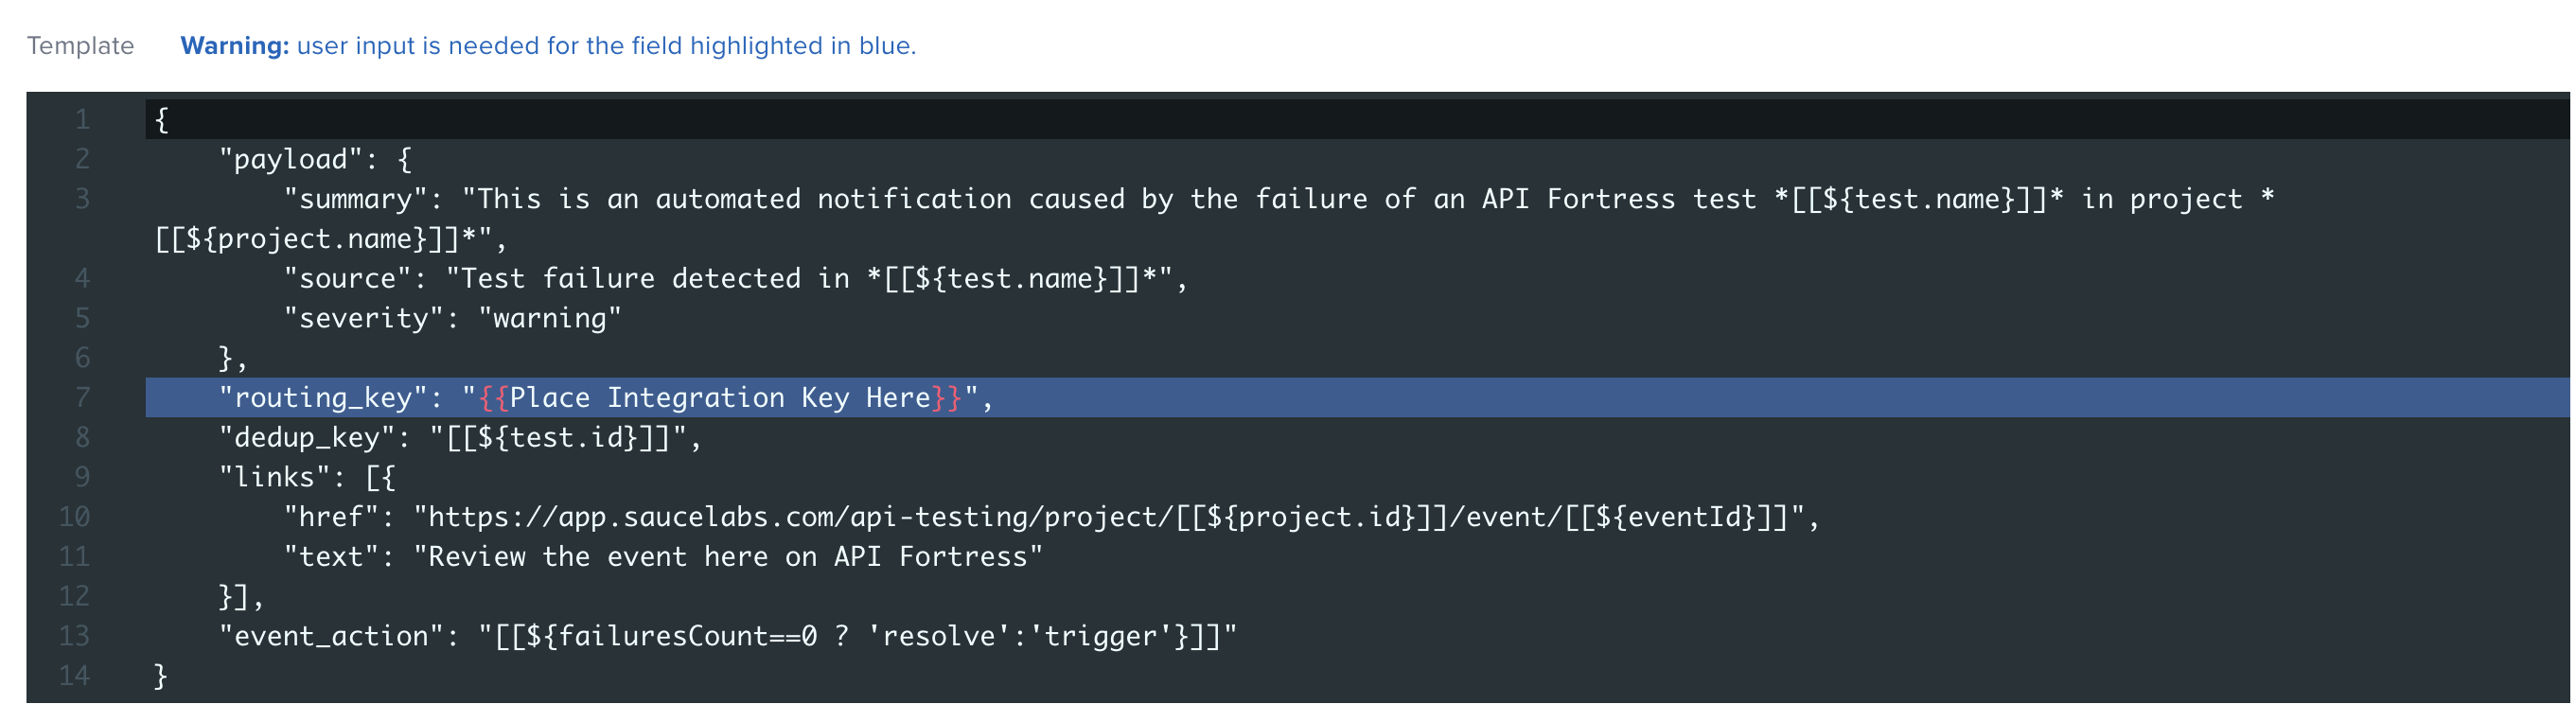 Template Warning: user input is needed for the field highlighted in blue.
1 {
2 "payload": {
3 "summary": "This is an automated notification caused by the failure of an API Fortress test *[[${test.name}]]* in project *
[[${project.name}]]*",
4 "source": "Test failure detected in *[[${test.name}]]*",
5 "severity": "warning"
6 },
7 "routing_key": "{{Place Integration Key Here}}",
8 "dedup_key": "[[${test.id}]]",
9 "links": [{
10 "href": "https://app.saucelabs.com/api-testing/project/[[${project.id}]]/event/[[${eventId}]]",
11 "text": "Review the event here on API Fortress"
12 }],
13 "event_action": "[[${failuresCount==0 ? 'resolve':'trigger'}]]"
14 }